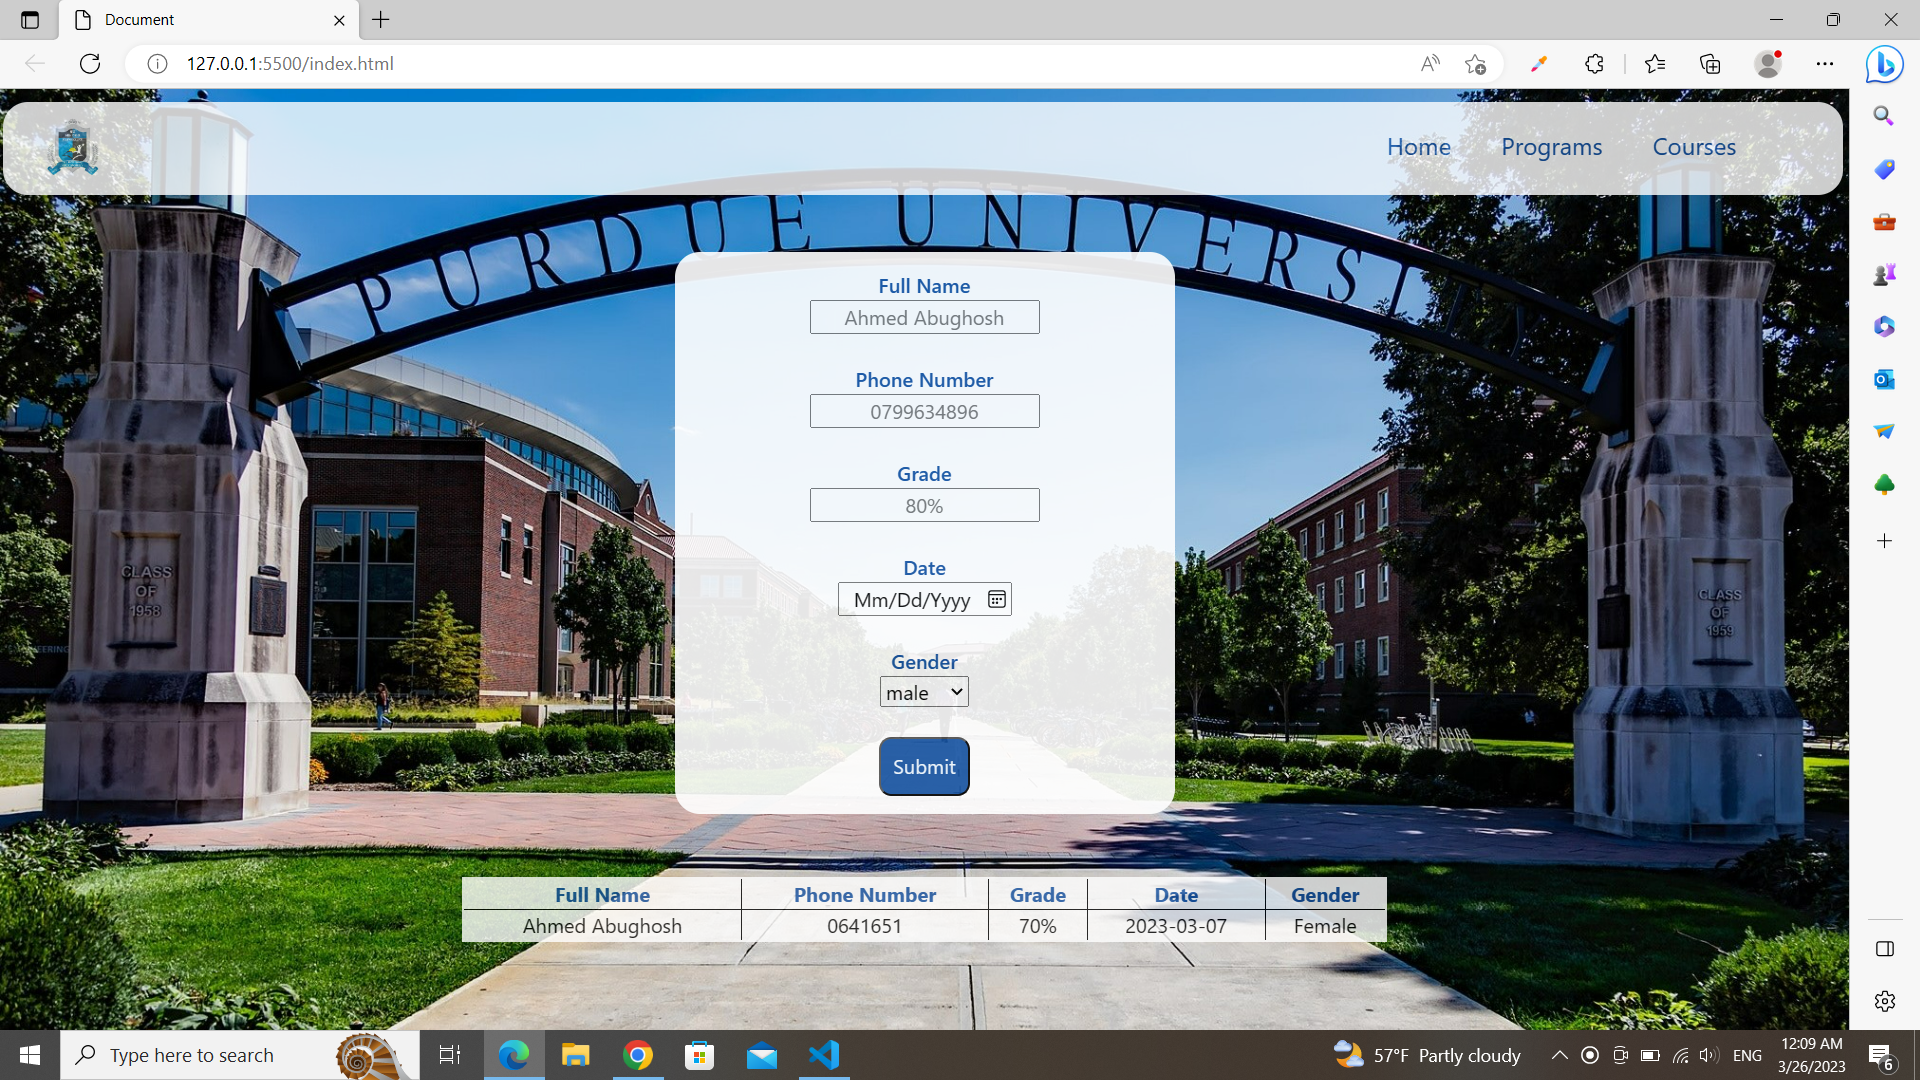 Document
127.0.0.1:5500/index.html
Home Programs Courses
PURDUE UNIVERSITY
Full Name
Ahmed Abughosh
Phone Number
0799634896
Grade
80%
Date
Mm/Dd/Yyyy
Gender
male
Submit
CLASS
OF
1958
CLASS
OF
1959
Full Name Phone Number Grade Date Gender
Ahmed Abughosh 0641651 70% 2023-03-07 Female
Type here to search
57°F Partly cloudy
ENG
12:09 AM
3/26/2023
6